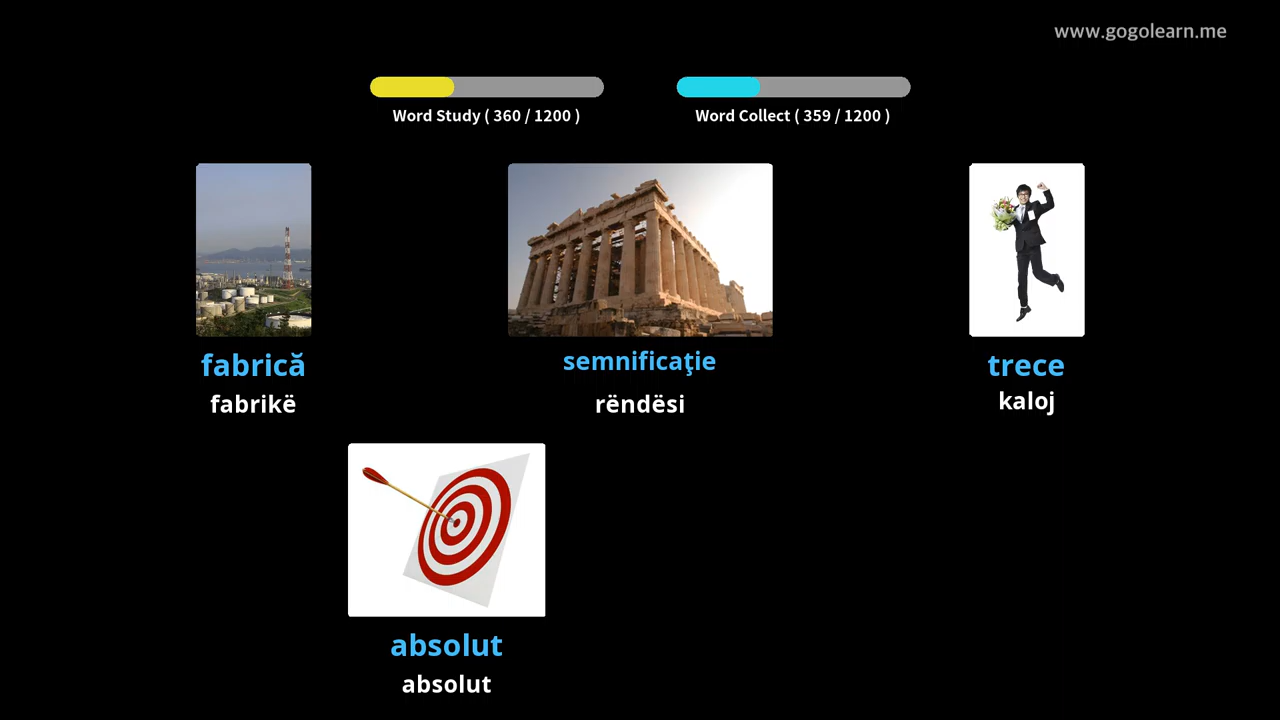 www.gogolearn.me
Word Study ( 360 / 1200 )
Word Collect ( 359 / 1200 )
fabrică
fabrikë
semnificaţie
rëndësi
trece
kaloj
absolut
absolut